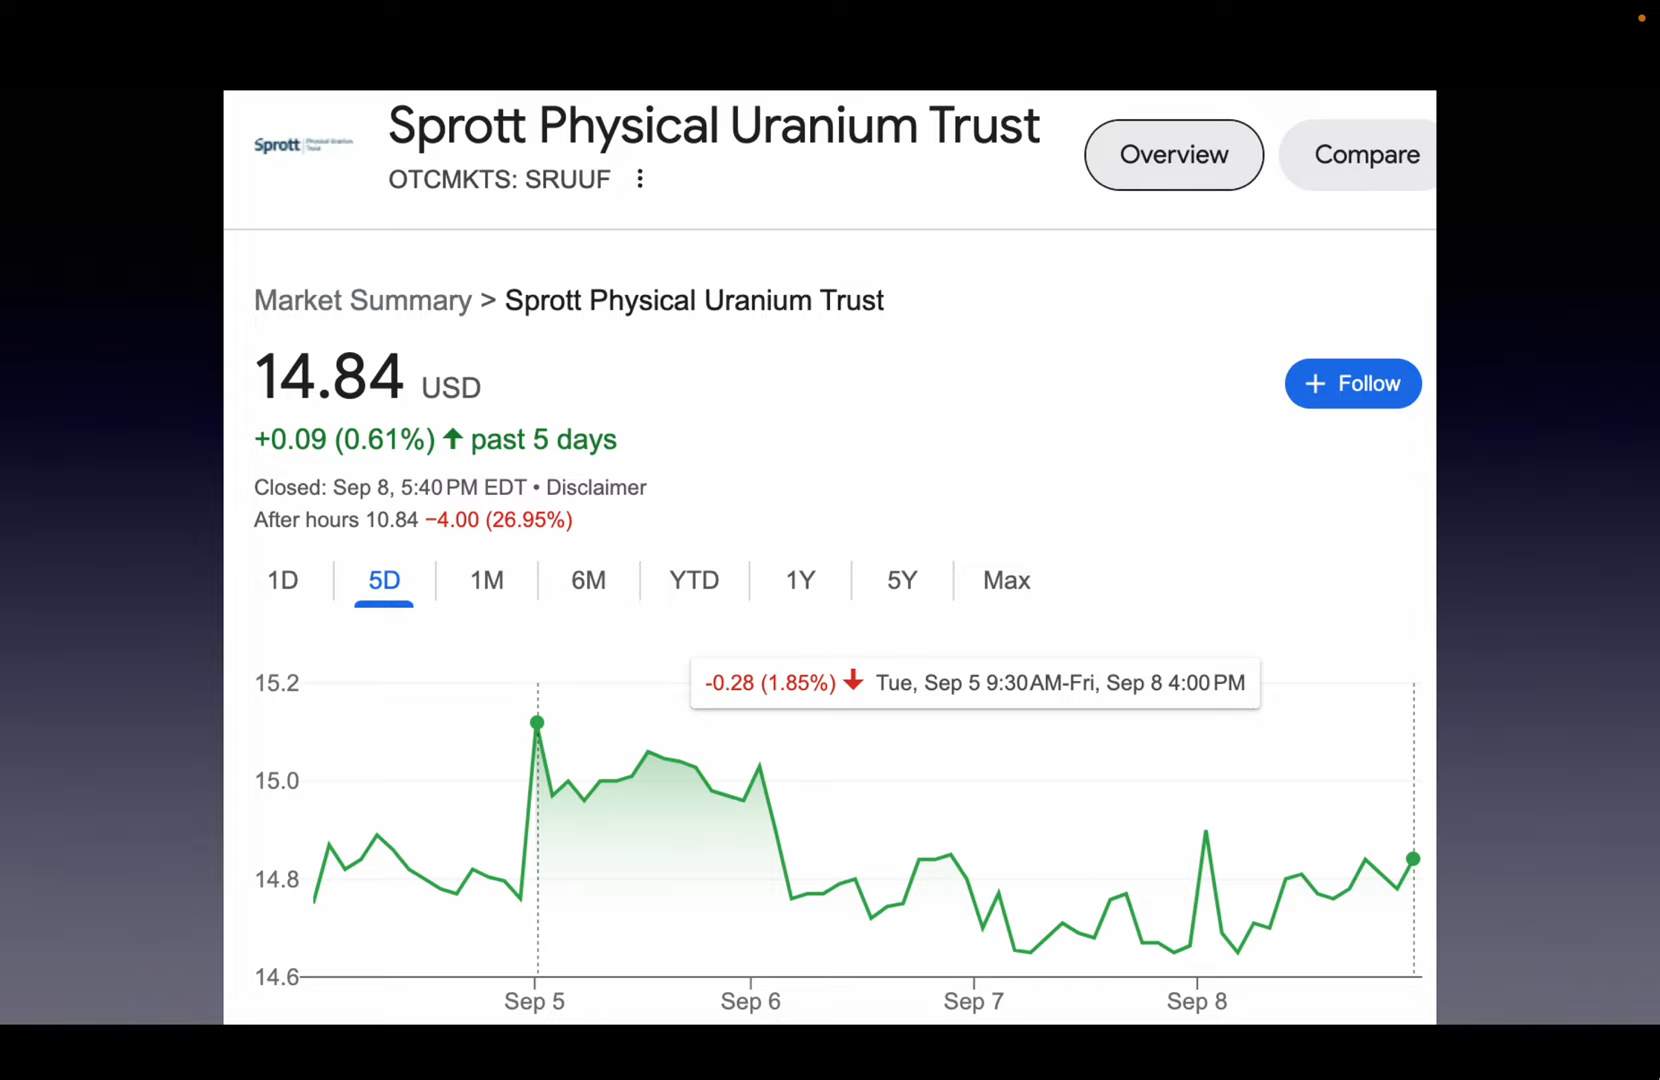 Sprott Physical Uranium Trust
Sprott Physical Uranium Trust
OTCMKTS: SRUUF
Overview
Compare
Market Summary > Sprott Physical Uranium Trust
14.84 USD
+ Follow
+0.09 (0.61%) ↑ past 5 days
Closed: Sep 8, 5:40 PM EDT • Disclaimer
After hours 10.84 −4.00 (26.95%)
1D 5D 1M 6M YTD 1Y 5Y Max
-0.28 (1.85%) ↓ Tue, Sep 5 9:30 AM-Fri, Sep 8 4:00 PM
15.2
15.0
14.8
14.6
Sep 5 Sep 6 Sep 7 Sep 8